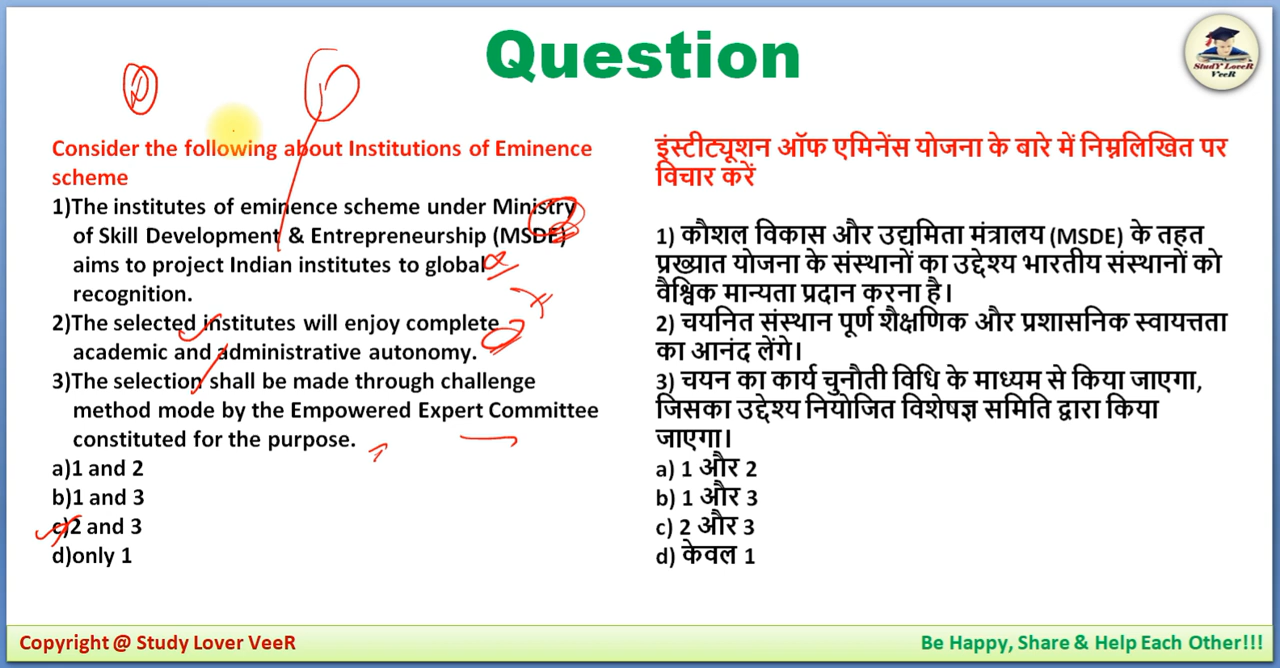 Question
StudY LoveR
VeeR
Consider the following about Institutions of Eminence
scheme
1)The institutes of eminence scheme under Ministry
of Skill Development & Entrepreneurship (MSDE)
aims to project Indian institutes to global
recognition.
2)The selected institutes will enjoy complete
academic and administrative autonomy.
3)The selection shall be made through challenge
method mode by the Empowered Expert Committee
constituted for the purpose.
a)1 and 2
b)1 and 3
c)2 and 3
d)only 1
इंस्टीट्यूशन ऑफ एमिनेंस योजना के बारे में निम्नलिखित पर
विचार करें
1) कौशल विकास और उद्यमिता मंत्रालय (MSDE) के तहत
प्रख्यात योजना के संस्थानों का उद्देश्य भारतीय संस्थानों को
वैश्विक मान्यता प्रदान करना है।
2) चयनित संस्थान पूर्ण शैक्षणिक और प्रशासनिक स्वायत्तता
का आनंद लेंगे।
3) चयन का कार्य चुनौती विधि के माध्यम से किया जाएगा,
जिसका उद्देश्य नियोजित विशेषज्ञ समिति द्वारा किया
जाएगा।
a) 1 और 2
b) 1 और 3
c) 2 और 3
d) केवल 1
Copyright @ Study Lover VeeR
Be Happy, Share & Help Each Other!!!